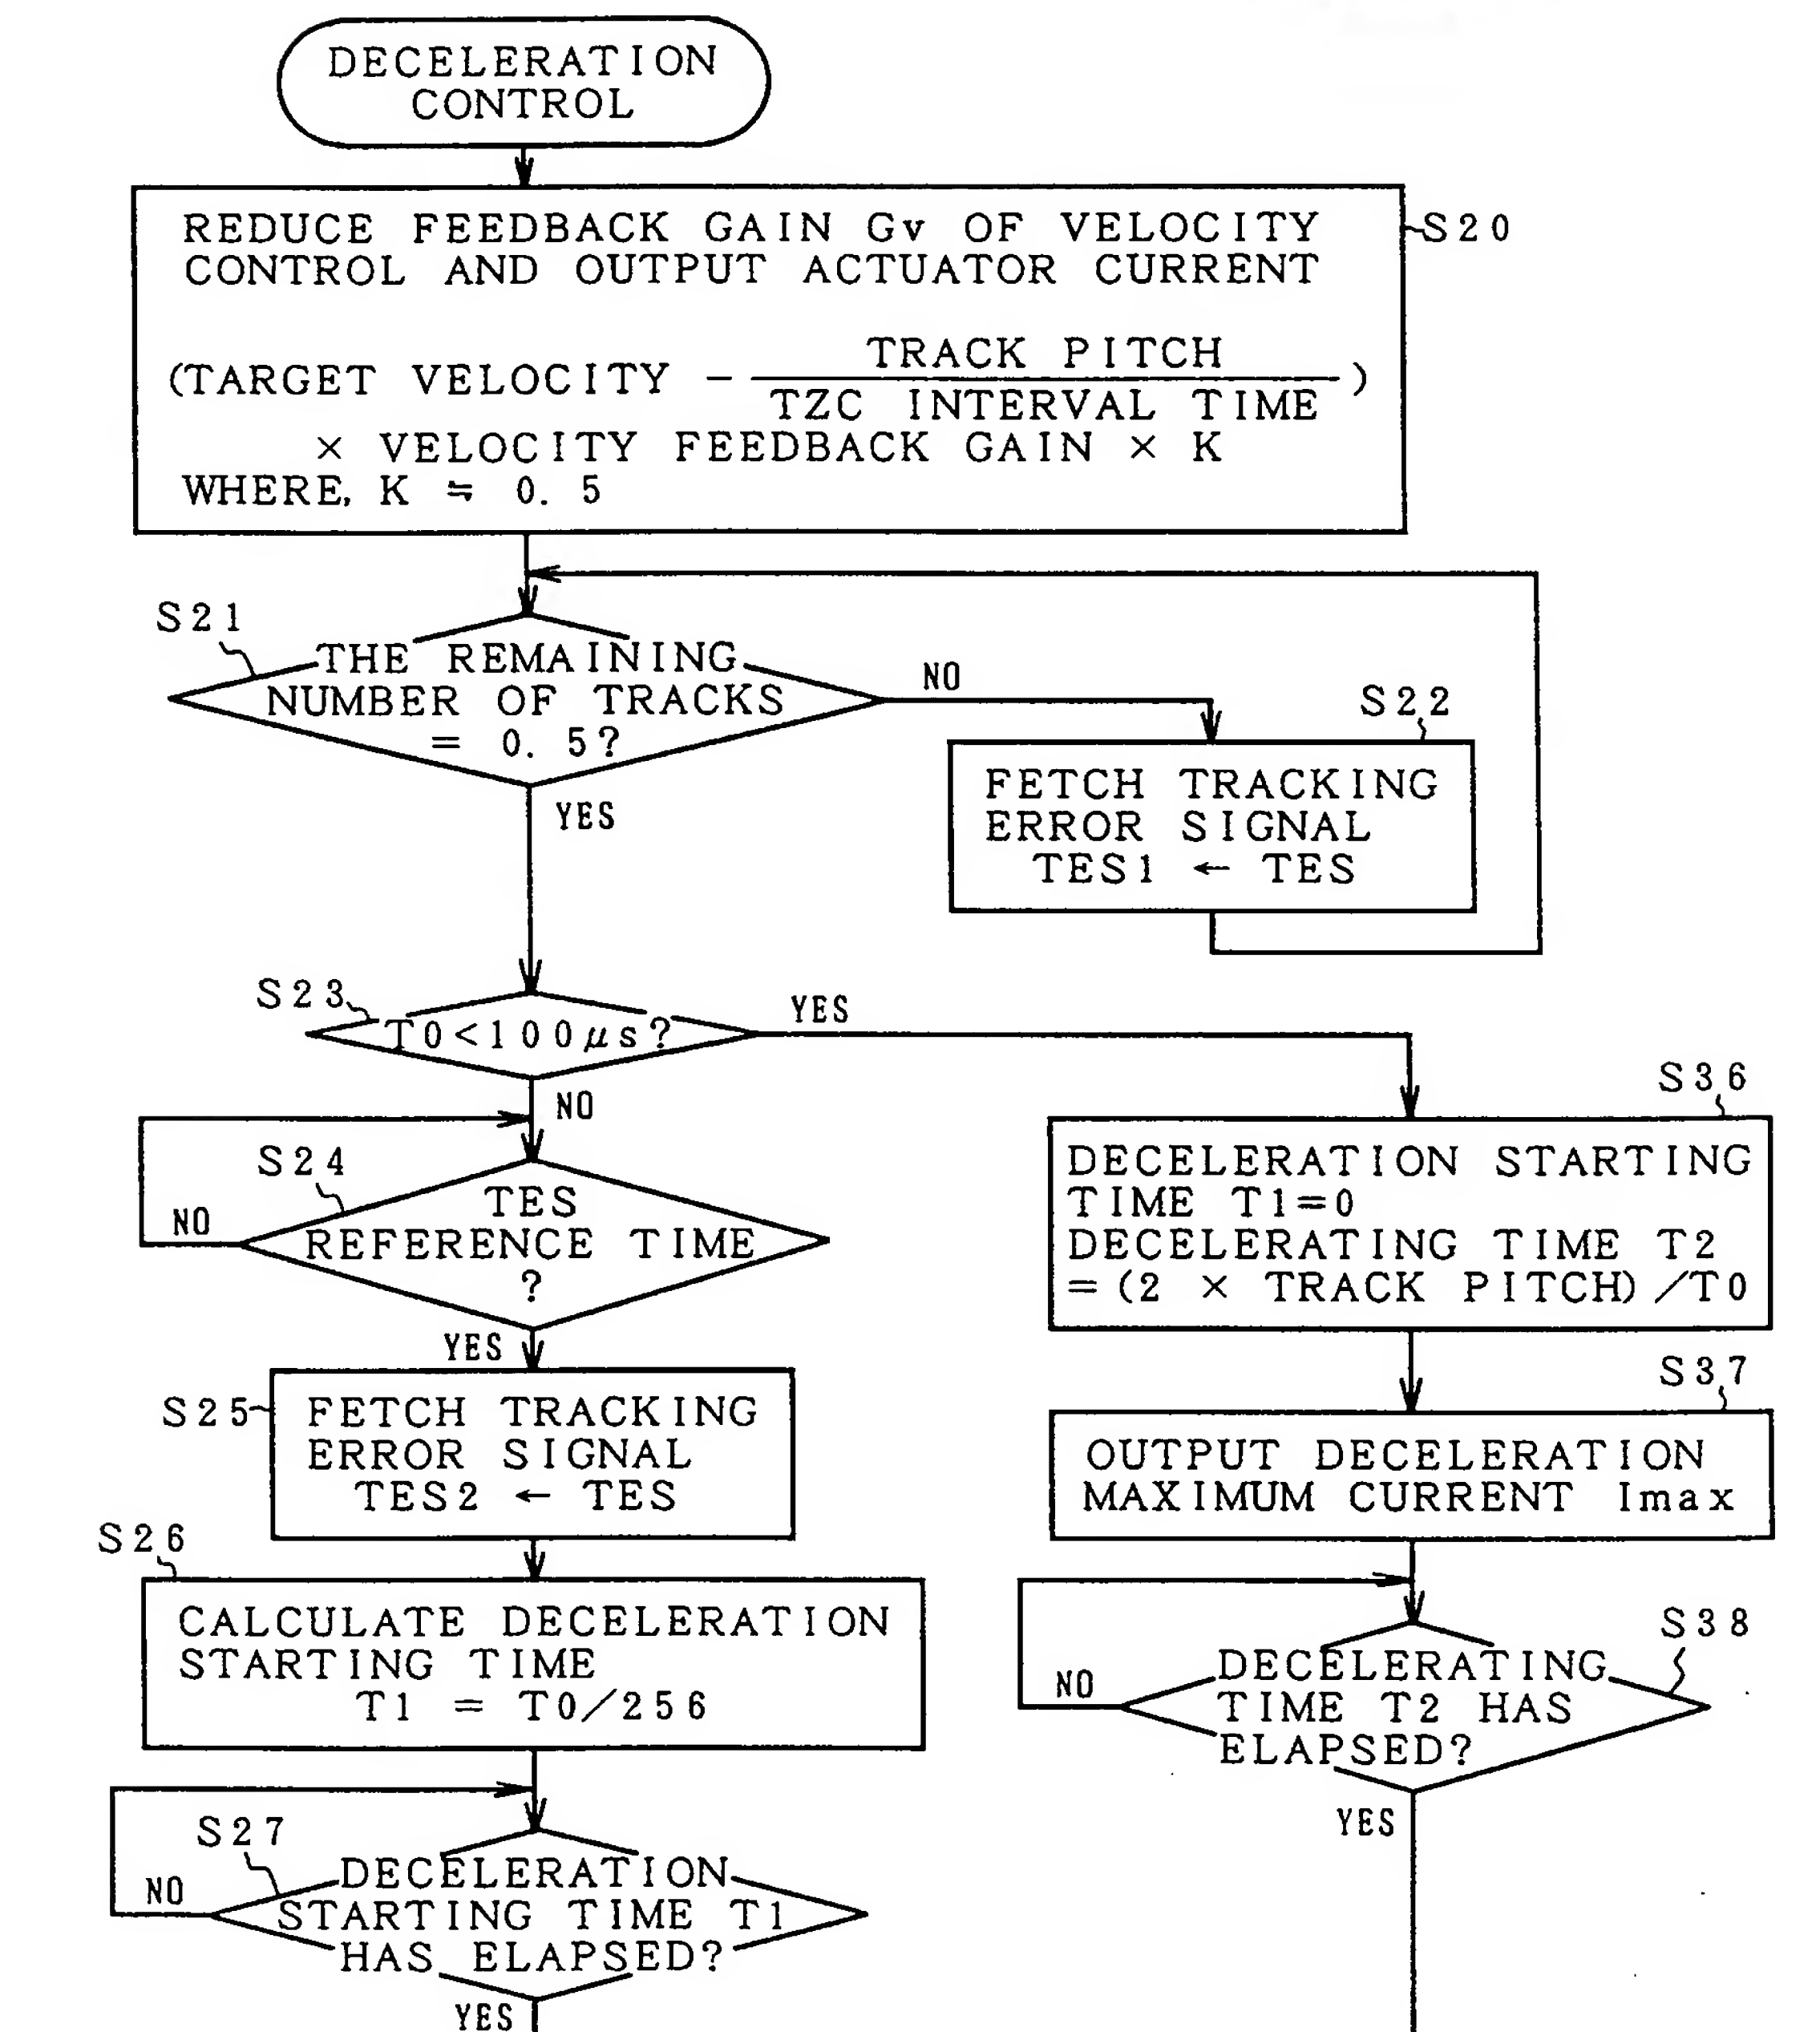 DECELERATION
CONTROL
REDUCE FEEDBACK GAIN Gv OF VELOCITY
CONTROL AND OUTPUT ACTUATOR CURRENT
S20
TRACK PITCH
(TARGET VELOCITY - ―――――― )
TZC INTERVAL TIME
× VELOCITY FEEDBACK GAIN × K
WHERE, K ≒ 0. 5
S21
THE REMAINING
NUMBER OF TRACKS
= 0. 5?
NO
YES
S22
FETCH TRACKING
ERROR SIGNAL
TES1 ← TES
S23
T0<100μs?
YES
NO
S24
TES
REFERENCE TIME
?
NO
YES
S36
DECELERATION STARTING
TIME T1=0
DECELERATING TIME T2
=(2 × TRACK PITCH)/T0
S25
FETCH TRACKING
ERROR SIGNAL
TES2 ← TES
S37
OUTPUT DECELERATION
MAXIMUM CURRENT Imax
S26
CALCULATE DECELERATION
STARTING TIME
T1 = T0/256
S38
DECELERATING
TIME T2 HAS
ELAPSED?
NO
YES
S27
DECELERATION
STARTING TIME T1
HAS ELAPSED?
NO
YES